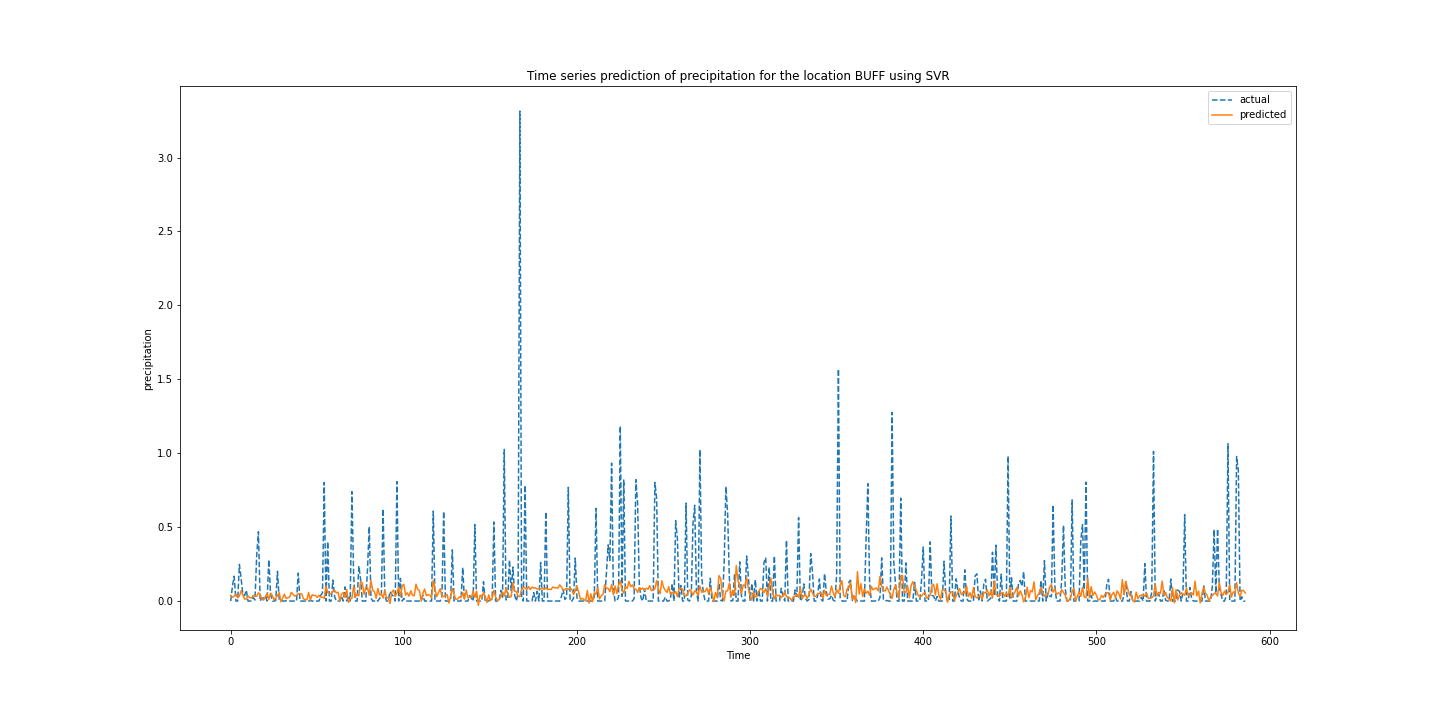 Time series prediction of precipitation for the location BUFF using SVR
actual
predicted
3.0
2.5
2.0
1.5
1.0
0.5
0.0
precipitation
0 100 200 300 400 500 600
Time